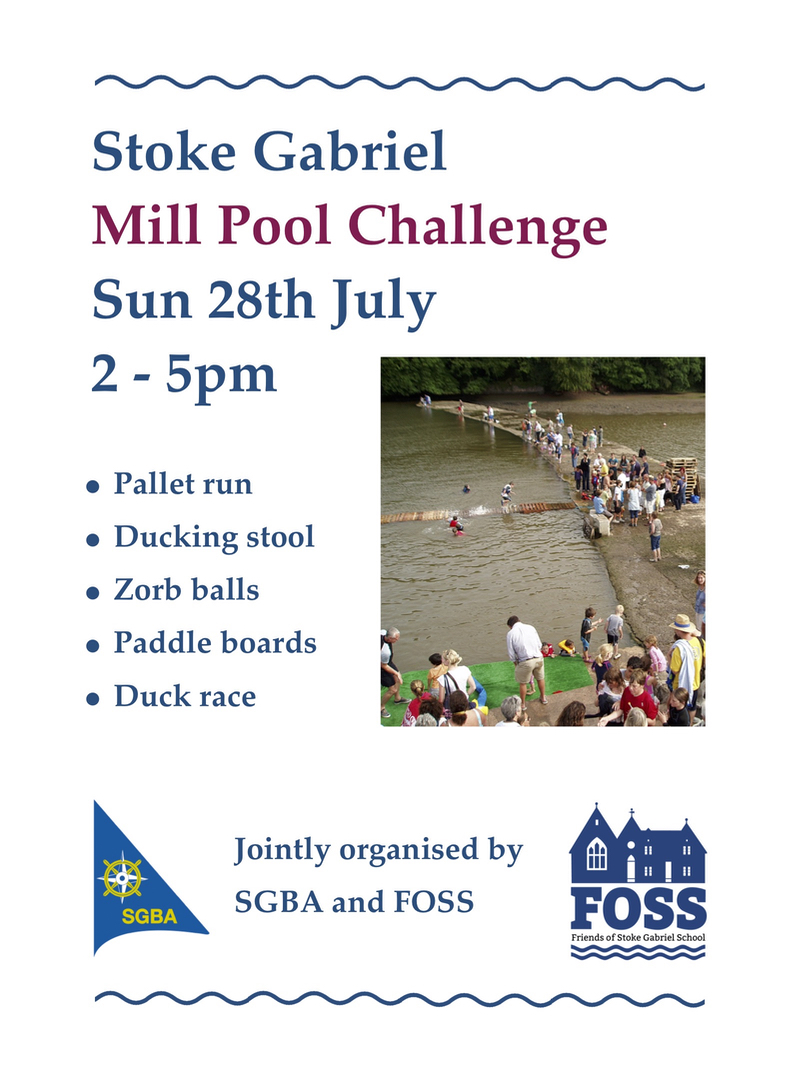 Stoke Gabriel
Mill Pool Challenge
Sun 28th July
2 - 5pm
• Pallet run
• Ducking stool
• Zorb balls
• Paddle boards
• Duck race
SGBA
Jointly organised by
SGBA and FOSS
FOSS
Friends of Stoke Gabriel School